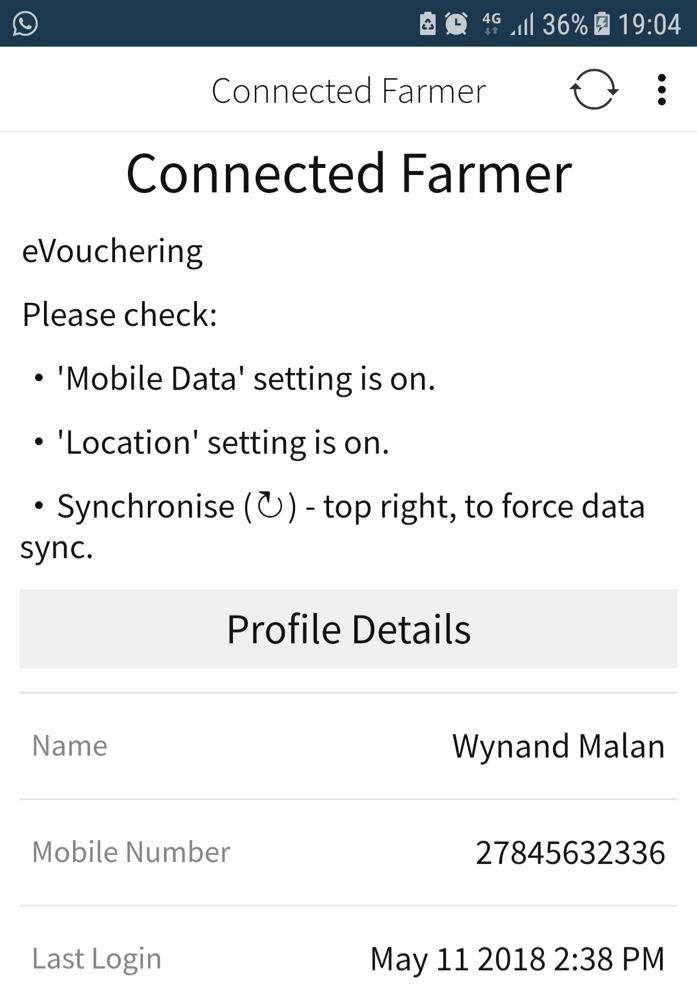 4G 36% 19:04
Connected Farmer
Connected Farmer
eVouchering
Please check:
• 'Mobile Data' setting is on.
• 'Location' setting is on.
• Synchronise (↻) - top right, to force data
sync.
Profile Details
Name Wynand Malan
Mobile Number 27845632336
Last Login May 11 2018 2:38 PM